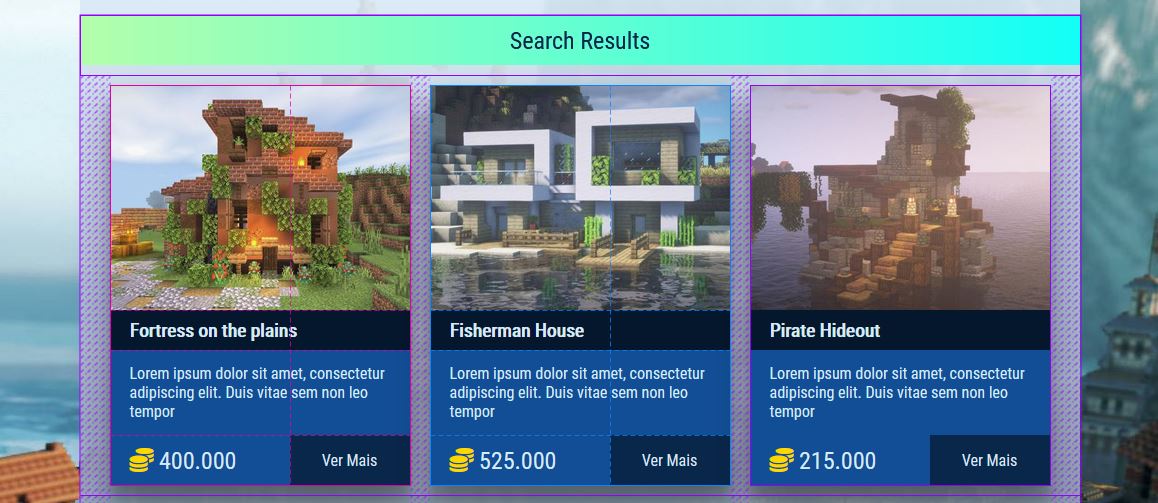 Search Results
Fortress on the plains
Lorem ipsum dolor sit amet, consectetur
adipiscing elit. Duis vitae sem non leo
tempor
400.000
Ver Mais
Fisherman House
Lorem ipsum dolor sit amet, consectetur
adipiscing elit. Duis vitae sem non leo
tempor
525.000
Ver Mais
Pirate Hideout
Lorem ipsum dolor sit amet, consectetur
adipiscing elit. Duis vitae sem non leo
tempor
215.000
Ver Mais